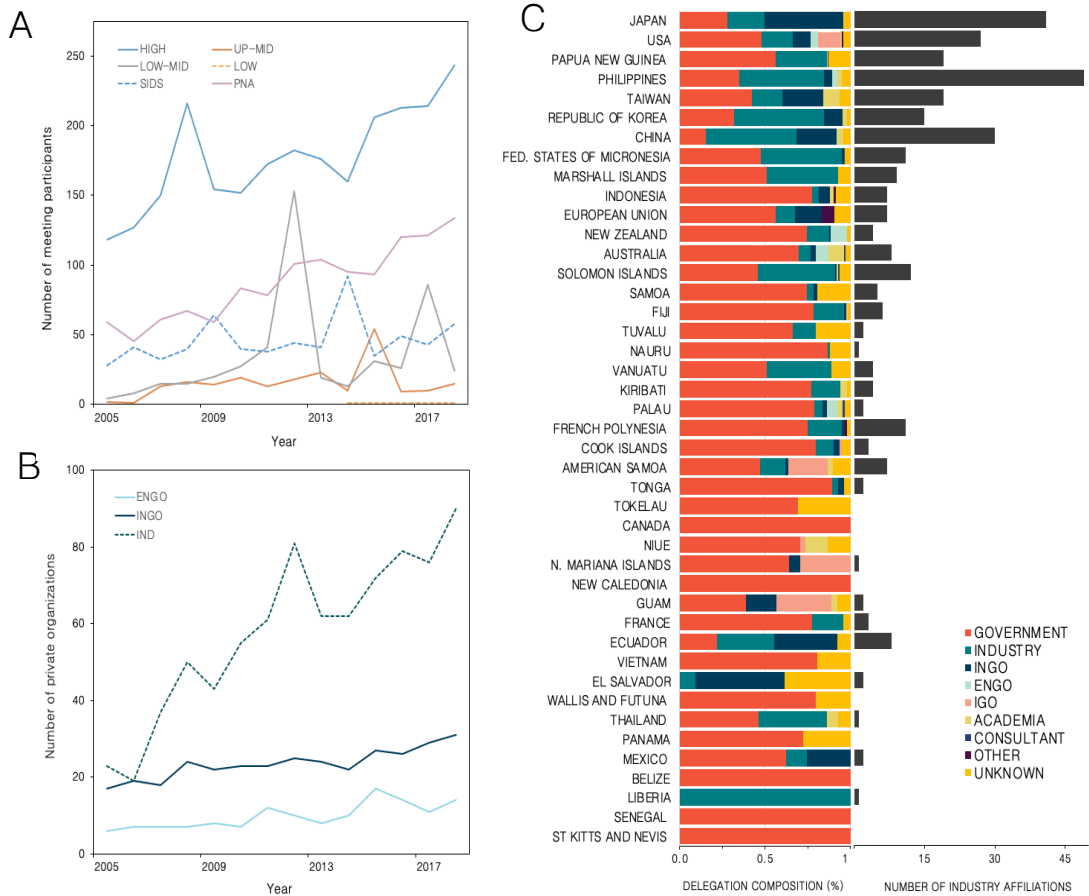 A
Number of meeting participants
250
200
150
100
50
0
HIGH
UP-MID
LOW-MID
LOW
SIDS
PNA
2005
2009
2013
2017
Year
B
Number of private organizations
100
80
60
40
20
0
ENGO
INGO
IND
2005
2009
2013
2017
Year
C
JAPAN
USA
PAPUA NEW GUINEA
PHILIPPINES
TAIWAN
REPUBLIC OF KOREA
CHINA
FED. STATES OF MICRONESIA
MARSHALL ISLANDS
INDONESIA
EUROPEAN UNION
NEW ZEALAND
AUSTRALIA
SOLOMON ISLANDS
SAMOA
FIJI
TUVALU
NAURU
VANUATU
KIRIBATI
PALAU
FRENCH POLYNESIA
COOK ISLANDS
AMERICAN SAMOA
TONGA
TOKELAU
CANADA
NIUE
N. MARIANA ISLANDS
NEW CALEDONIA
GUAM
FRANCE
ECUADOR
VIETNAM
EL SALVADOR
WALLIS AND FUTUNA
THAILAND
PANAMA
MEXICO
BELIZE
LIBERIA
SENEGAL
ST KITTS AND NEVIS
GOVERNMENT
INDUSTRY
INGO
ENGO
IGO
ACADEMIA
CONSULTANT
OTHER
UNKNOWN
0.0 0.5 1
DELEGATION COMPOSITION (%)
15 30 45
NUMBER OF INDUSTRY AFFILIATIONS